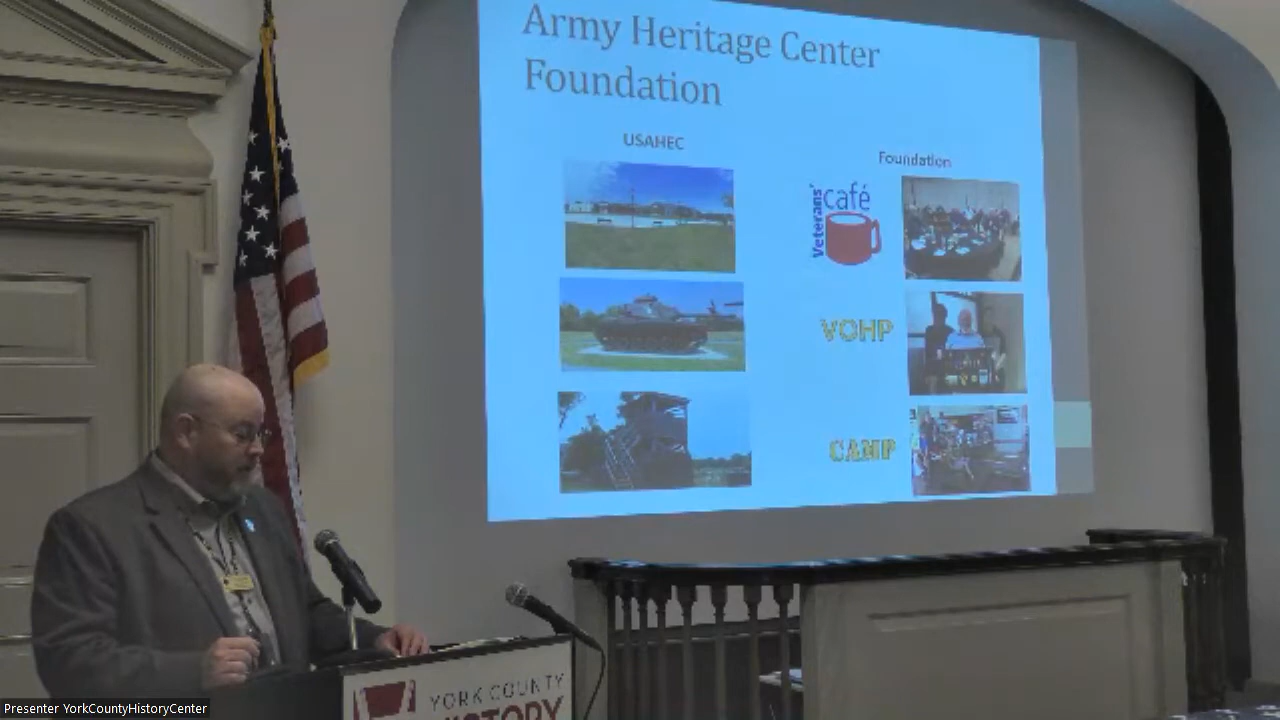 Army Heritage Center
Foundation
USAHEC
Foundation
Veterans'
café
VOHP
CAMP
YORK COUNTY
HISTORY
Presenter YorkCountyHistoryCenter